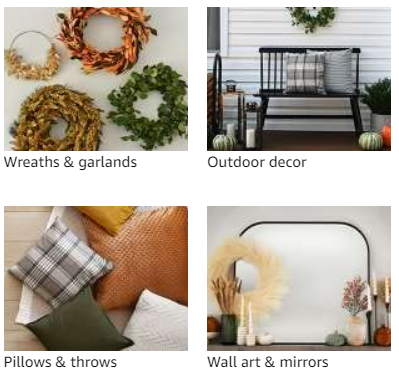 Wreaths & garlands
Outdoor decor
Pillows & throws
Wall art & mirrors